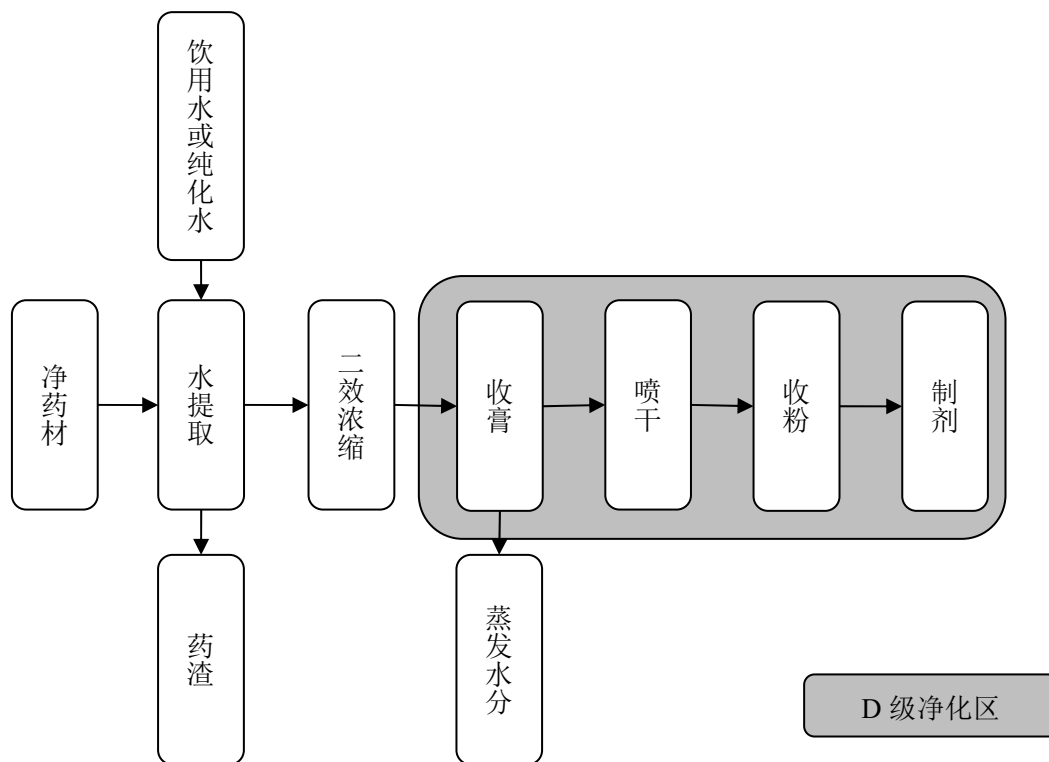 饮用水或纯化水
净药材
水提取
二效浓缩
收膏
喷干
收粉
制剂
药渣
蒸发水分
D 级净化区